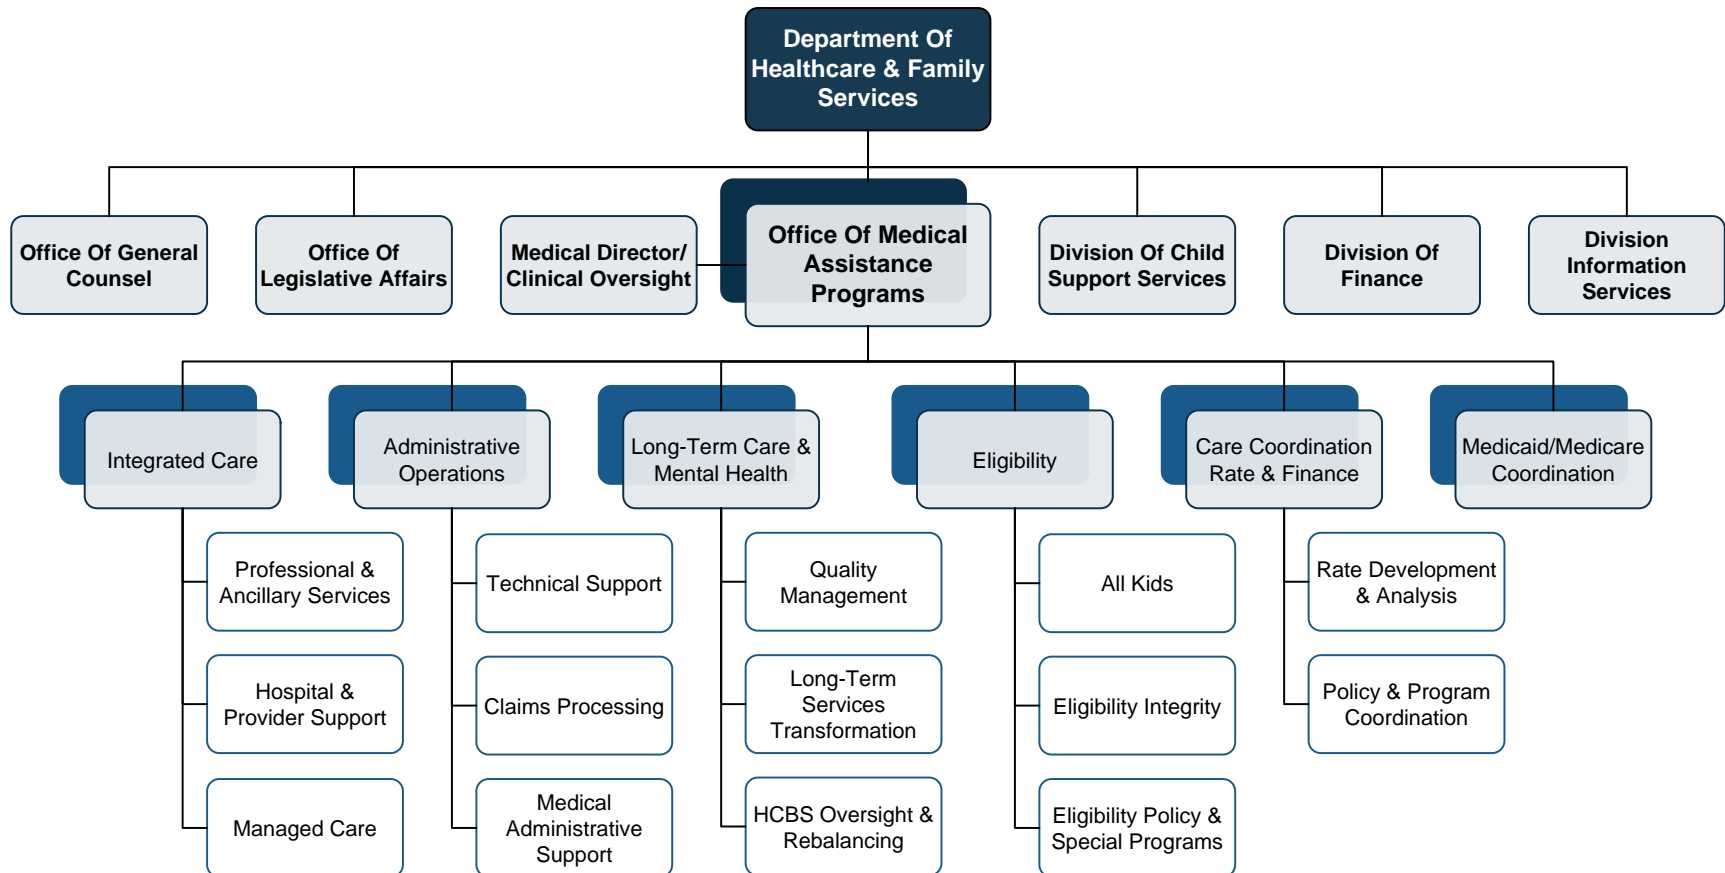 Department Of
Healthcare & Family
Services
Office Of General
Counsel
Office Of
Legislative Affairs
Medical Director/
Clinical Oversight
Office Of Medical
Assistance
Programs
Division Of Child
Support Services
Division Of
Finance
Division
Information
Services
Integrated Care
Administrative
Operations
Long-Term Care &
Mental Health
Eligibility
Care Coordination
Rate & Finance
Medicaid/Medicare
Coordination
Professional &
Ancillary Services
Technical Support
Quality
Management
All Kids
Rate Development
& Analysis
Hospital &
Provider Support
Claims Processing
Long-Term
Services
Transformation
Eligibility Integrity
Policy & Program
Coordination
Managed Care
Medical
Administrative
Support
HCBS Oversight &
Rebalancing
Eligibility Policy &
Special Programs